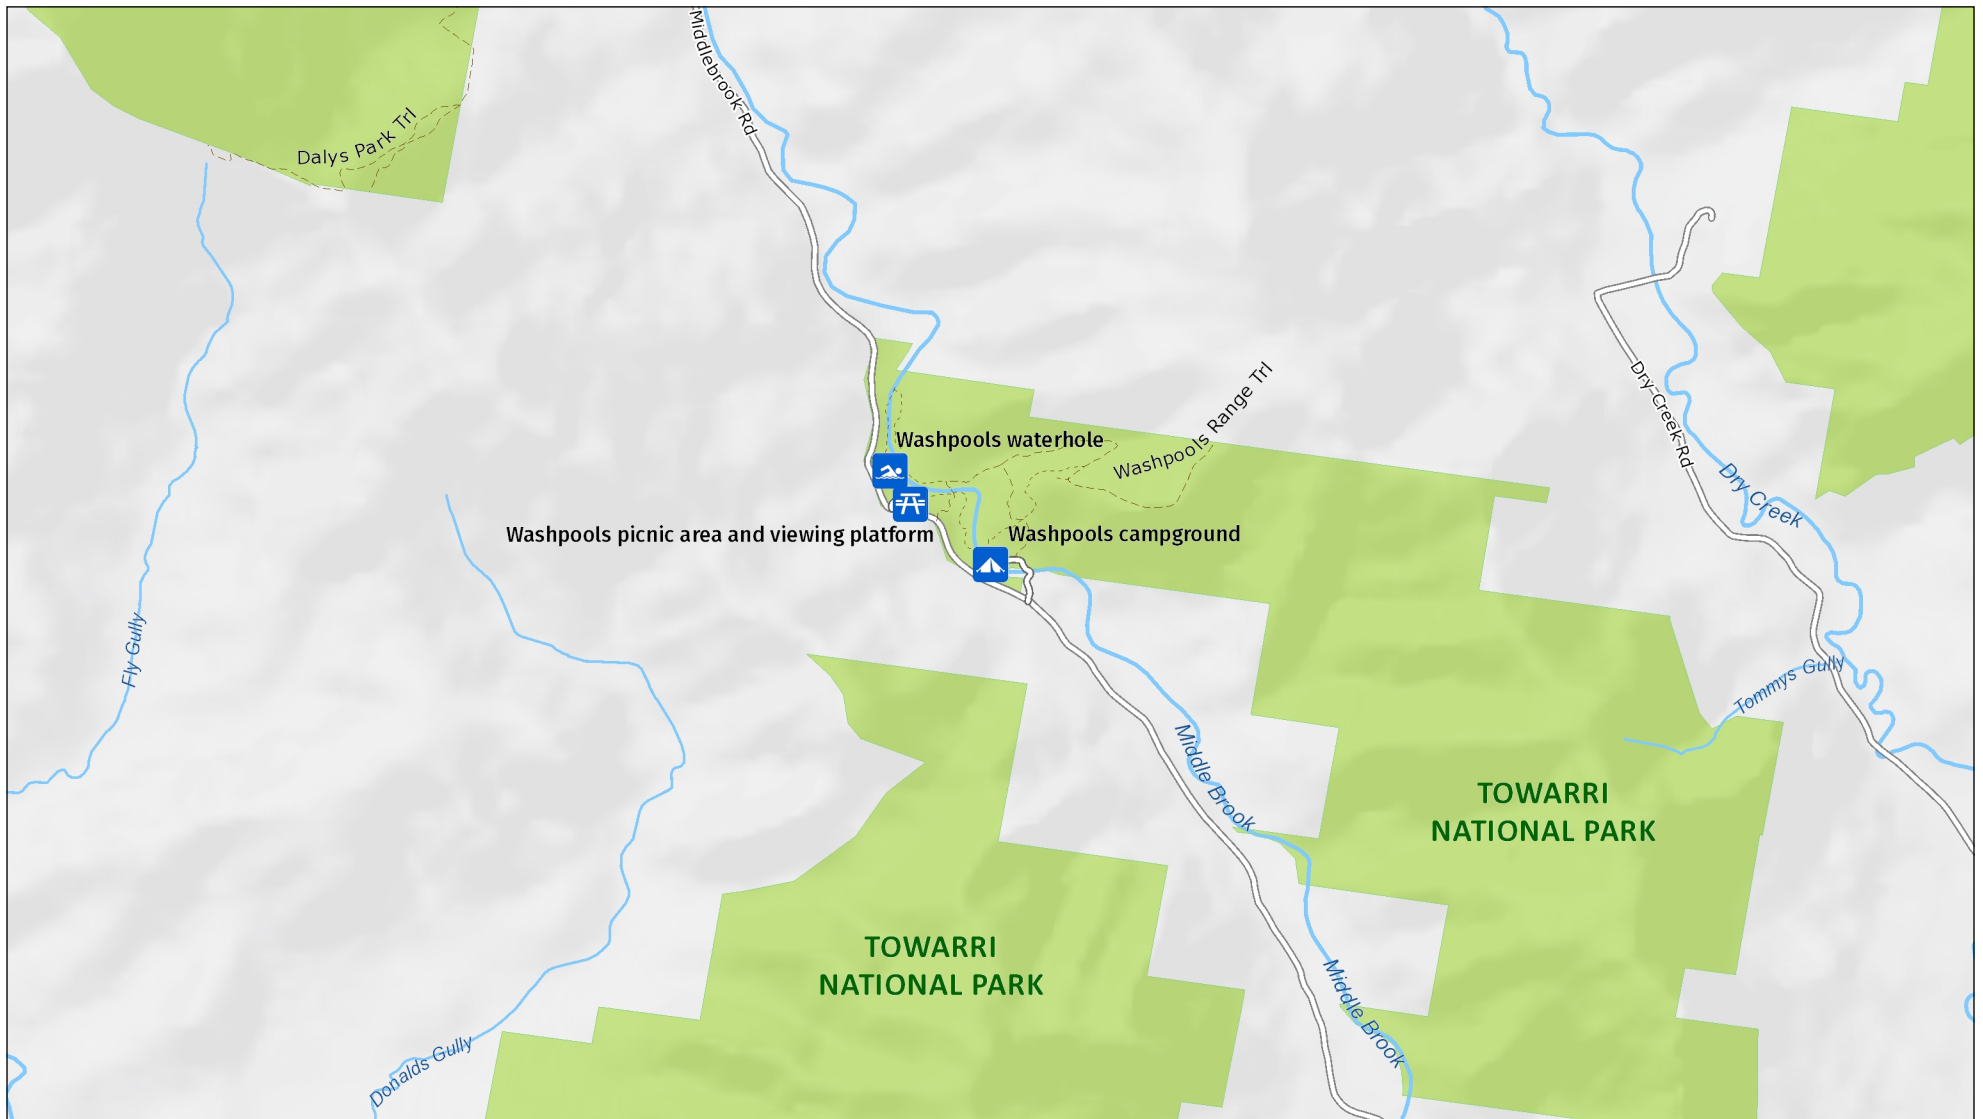 Middlebrook Rd
Dalys Park Trl
Washpools Range Trl
Dry Creek Rd
Washpools waterhole
Dry Creek
Washpools picnic area and viewing platform
Washpools campground
Fly Gully
Tommys Gully
Middle Brook
TOWARRI
NATIONAL PARK
TOWARRI
NATIONAL PARK
Middle Brook
Donalds Gully